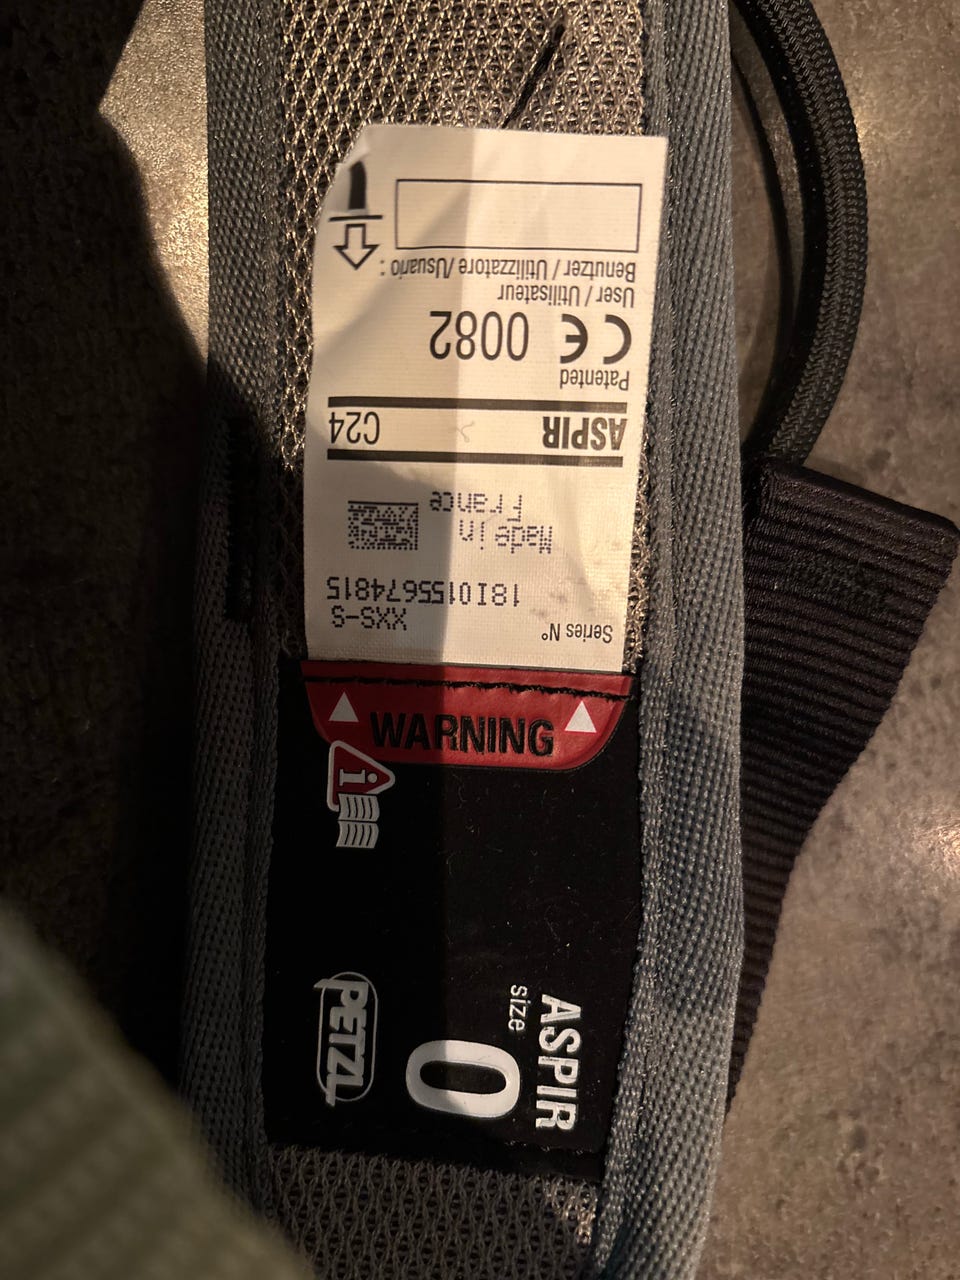 Series N° XXS-S
18I0155674815
Made in
France
ASPIR C24
Patented
CE 0082
User / Utilisateur
Benutzer / Utilizzatore /Usuario :
WARNING
i
ASPIR
size
0
PETZL